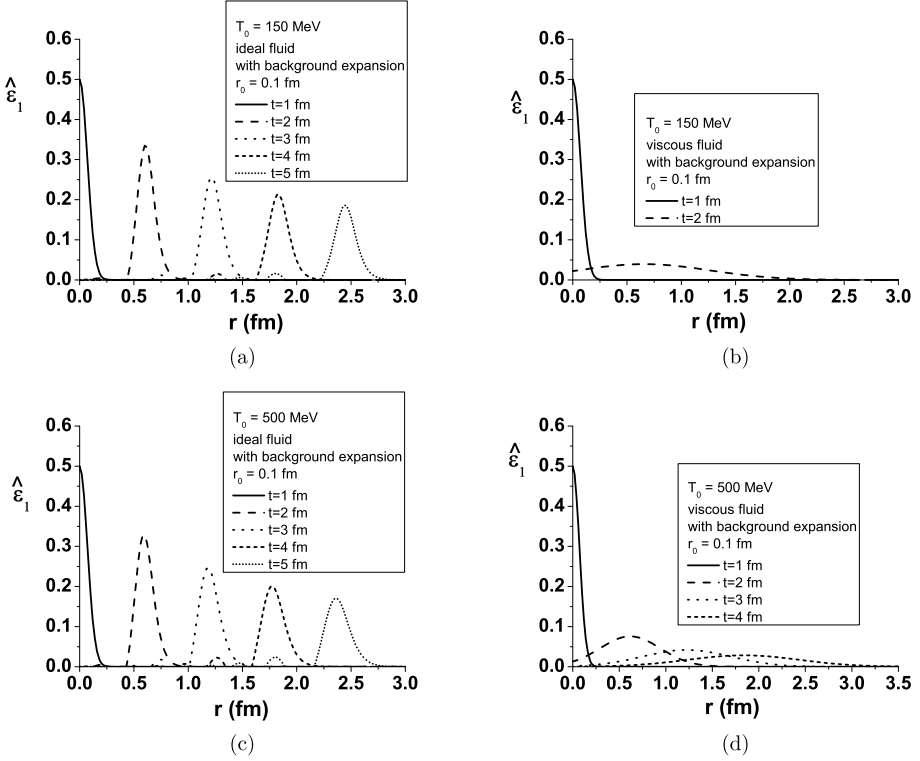 T0 = 150 MeV
ideal fluid
with background expansion
r0 = 0.1 fm
t=1 fm
t=2 fm
t=3 fm
t=4 fm
t=5 fm
0.6
0.5
0.4
0.3
0.2
0.1
0.0
ε̂1
0.0 0.5 1.0 1.5 2.0 2.5 3.0
r (fm)
(a)
T0 = 150 MeV
viscous fluid
with background expansion
r0 = 0.1 fm
t=1 fm
t=2 fm
0.6
0.5
0.4
0.3
0.2
0.1
0.0
ε̂1
0.0 0.5 1.0 1.5 2.0 2.5 3.0
r (fm)
(b)
T0 = 500 MeV
ideal fluid
with background expansion
r0 = 0.1 fm
t=1 fm
t=2 fm
t=3 fm
t=4 fm
t=5 fm
0.6
0.5
0.4
0.3
0.2
0.1
0.0
ε̂1
0.0 0.5 1.0 1.5 2.0 2.5 3.0
r (fm)
(c)
T0 = 500 MeV
viscous fluid
with background expansion
r0 = 0.1 fm
t=1 fm
t=2 fm
t=3 fm
t=4 fm
0.6
0.5
0.4
0.3
0.2
0.1
0.0
ε̂1
0.0 0.5 1.0 1.5 2.0 2.5 3.0 3.5
r (fm)
(d)